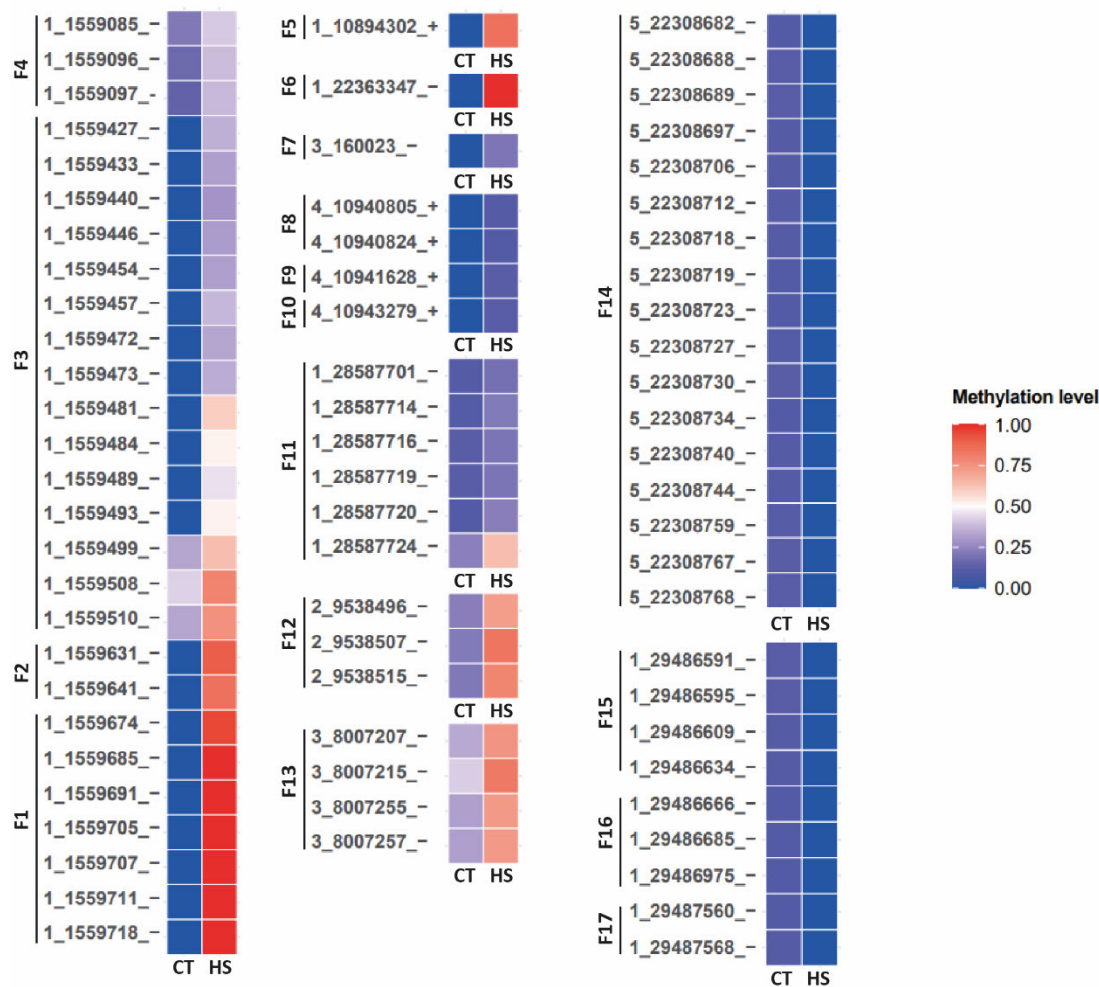 F4
1_1559085_−
1_1559096_−
1_1559097_-
F3
1_1559427_−
1_1559433_−
1_1559440_−
1_1559446_−
1_1559454_−
1_1559457_−
1_1559472_−
1_1559473_−
1_1559481_−
1_1559484_−
1_1559489_−
1_1559493_−
1_1559499_−
1_1559508_−
1_1559510_−
F2
1_1559631_−
1_1559641_−
F1
1_1559674_−
1_1559685_−
1_1559691_−
1_1559705_−
1_1559707_−
1_1559711_−
1_1559718_−
CT HS
F5
1_10894302_+
CT HS
F6
1_22363347_−
CT HS
F7
3_160023_−
CT HS
F8
4_10940805_+
4_10940824_+
F9
4_10941628_+
F10
4_10943279_+
CT HS
F11
1_28587701_−
1_28587714_−
1_28587716_−
1_28587719_−
1_28587720_−
1_28587724_−
CT HS
F12
2_9538496_−
2_9538507_−
2_9538515_−
CT HS
F13
3_8007207_−
3_8007215_−
3_8007255_−
3_8007257_−
CT HS
F14
5_22308682_−
5_22308688_−
5_22308689_−
5_22308697_−
5_22308706_−
5_22308712_−
5_22308718_−
5_22308719_−
5_22308723_−
5_22308727_−
5_22308730_−
5_22308734_−
5_22308740_−
5_22308744_−
5_22308759_−
5_22308767_−
5_22308768_−
CT HS
F15
1_29486591_−
1_29486595_−
1_29486609_−
1_29486634_−
F16
1_29486666_−
1_29486685_−
1_29486975_−
F17
1_29487560_−
1_29487568_−
CT HS
Methylation level
1.00
0.75
0.50
0.25
0.00